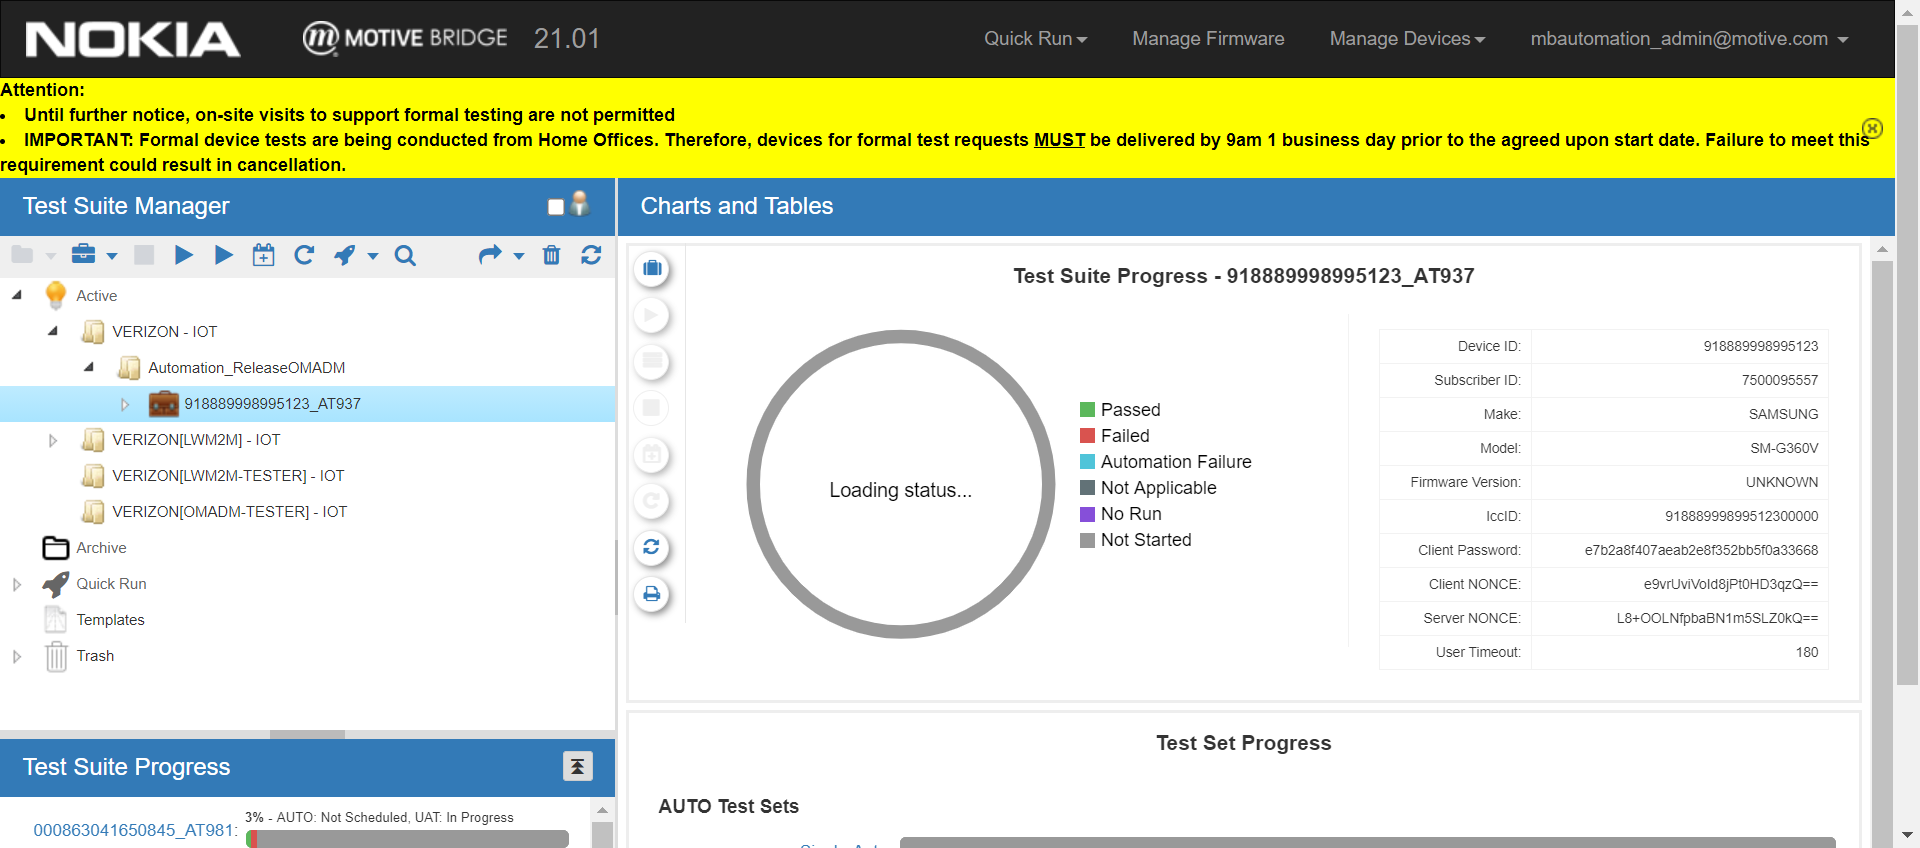 NOKIA
m MOTIVE BRIDGE 21.01
Quick Run
Manage Firmware
Manage Devices
mbautomation_admin@motive.com
Attention:
• Until further notice, on-site visits to support formal testing are not permitted
• IMPORTANT: Formal device tests are being conducted from Home Offices. Therefore, devices for formal test requests MUST be delivered by 9am 1 business day prior to the agreed upon start date. Failure to meet this
requirement could result in cancellation.
Test Suite Manager
Active
VERIZON - IOT
Automation_ReleaseOMADM
918889998995123_AT937
VERIZON[LWM2M] - IOT
VERIZON[LWM2M-TESTER] - IOT
VERIZON[OMADM-TESTER] - IOT
Archive
Quick Run
Templates
Trash
Test Suite Progress
000863041650845_AT981:
3% - AUTO: Not Scheduled, UAT: In Progress
Charts and Tables
Test Suite Progress - 918889998995123_AT937
Loading status...
Passed
Failed
Automation Failure
Not Applicable
No Run
Not Started
Device ID: 918889998995123
Subscriber ID: 7500095557
Make: SAMSUNG
Model: SM-G360V
Firmware Version: UNKNOWN
IccID: 91888999899512300000
Client Password: e7b2a8f407aeab2e8f352bb5f0a33668
Client NONCE: e9vrUviVoId8jPt0HD3qzQ==
Server NONCE: L8+OOLNfpbaBN1m5SLZ0kQ==
User Timeout: 180
Test Set Progress
AUTO Test Sets